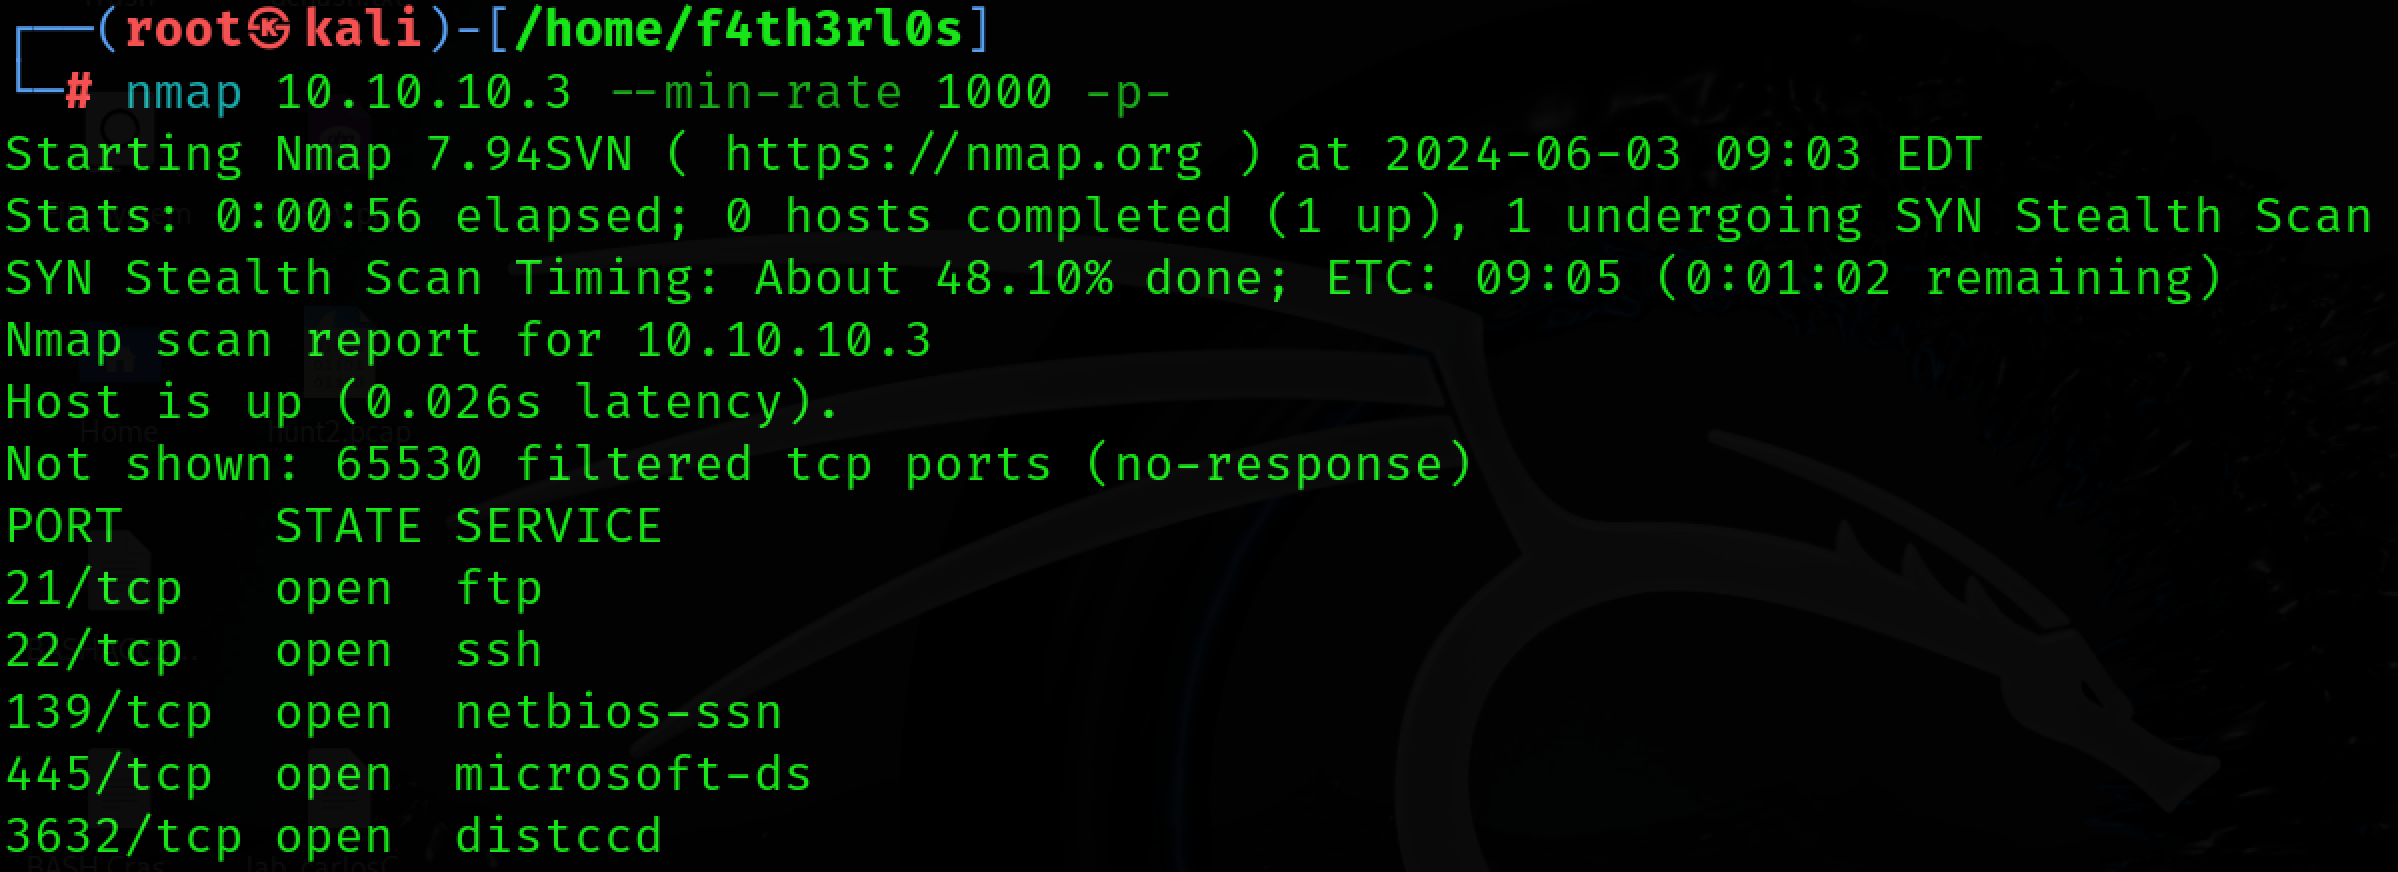 (root㉿kali)-[/home/f4th3rl0s]
# nmap 10.10.10.3 --min-rate 1000 -p-
Starting Nmap 7.94SVN ( https://nmap.org ) at 2024-06-03 09:03 EDT
Stats: 0:00:56 elapsed; 0 hosts completed (1 up), 1 undergoing SYN Stealth Scan
SYN Stealth Scan Timing: About 48.10% done; ETC: 09:05 (0:01:02 remaining)
Nmap scan report for 10.10.10.3
Host is up (0.026s latency).
Home
hunt2.pcap
Not shown: 65530 filtered tcp ports (no-response)
PORT     STATE SERVICE
21/tcp   open  ftp
22/tcp   open  ssh
139/tcp  open  netbios-ssn
445/tcp  open  microsoft-ds
3632/tcp open  distccd